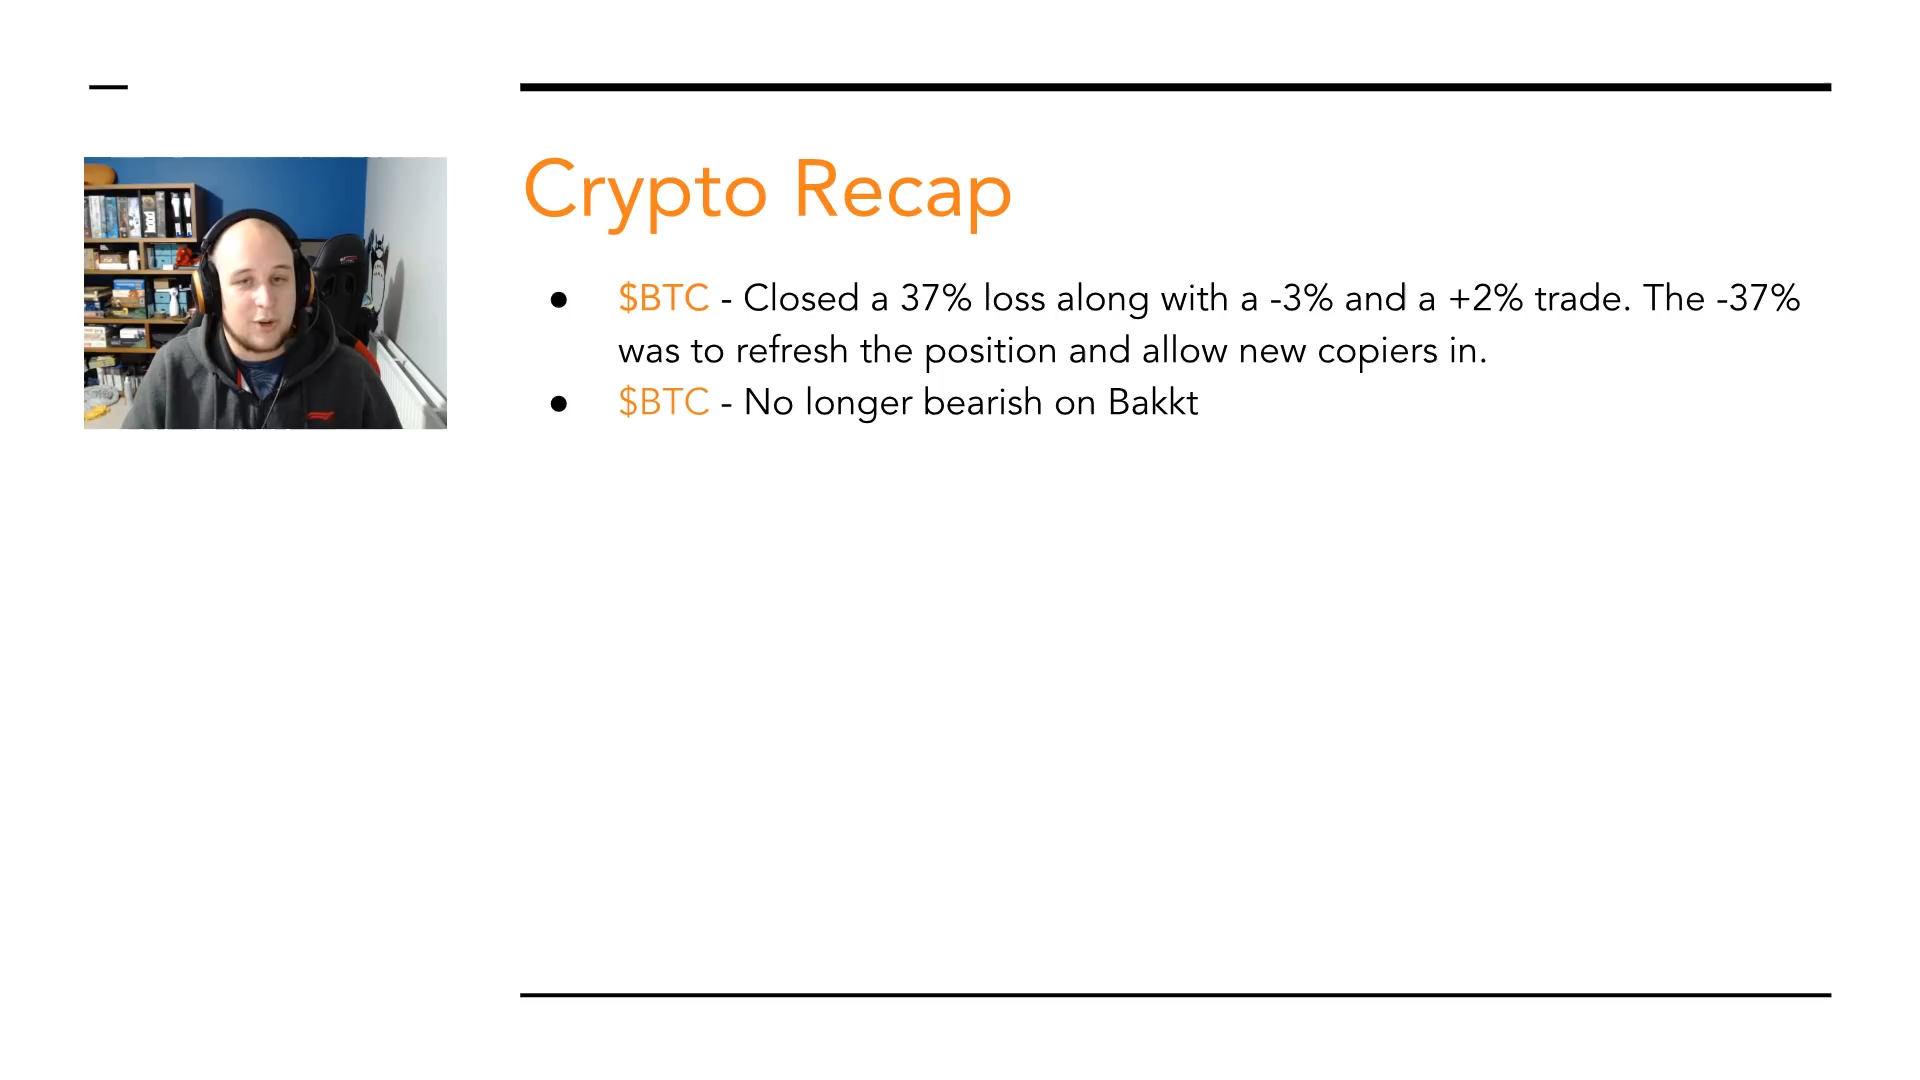 Crypto Recap
● $BTC - Closed a 37% loss along with a -3% and a +2% trade. The -37%
was to refresh the position and allow new copiers in.
● $BTC - No longer bearish on Bakkt